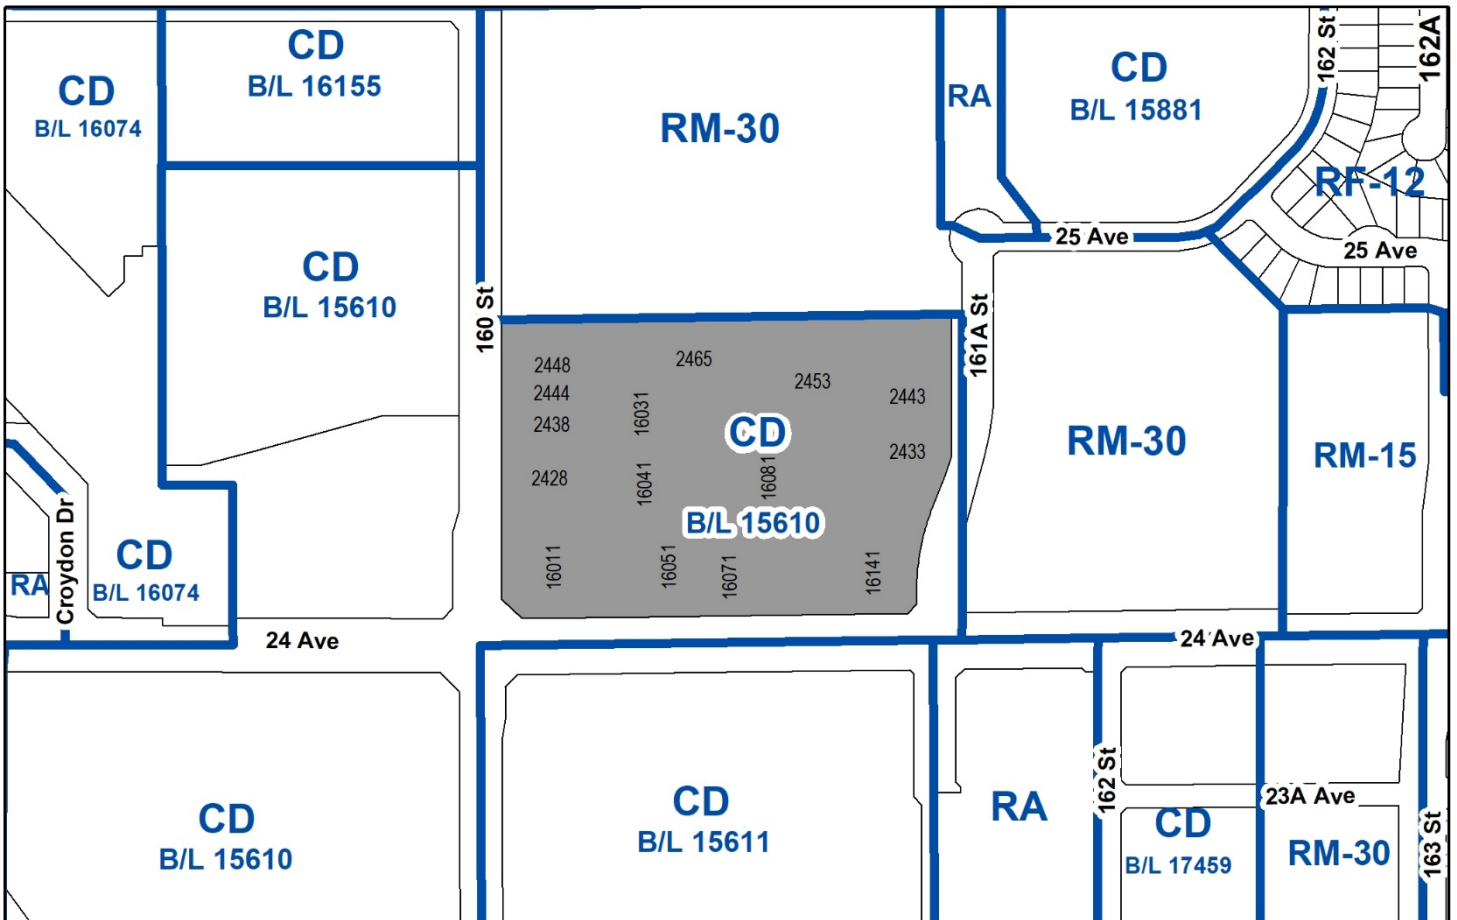 CD
B/L 16155
CD
B/L 16074
RM-30
RA
CD
B/L 15881
162 St
162A
RF-12
25 Ave
25 Ave
CD
B/L 15610
160 St
161A St
2448
2444
2438
2428
2465
2453
2443
2433
16031
16041
16081
CD
B/L 15610
16011
16051
16071
16141
RM-30
RM-15
RA
Croydon Dr
CD
B/L 16074
24 Ave
24 Ave
CD
B/L 15610
CD
B/L 15611
RA
162 St
23A Ave
CD
B/L 17459
RM-30
163 St